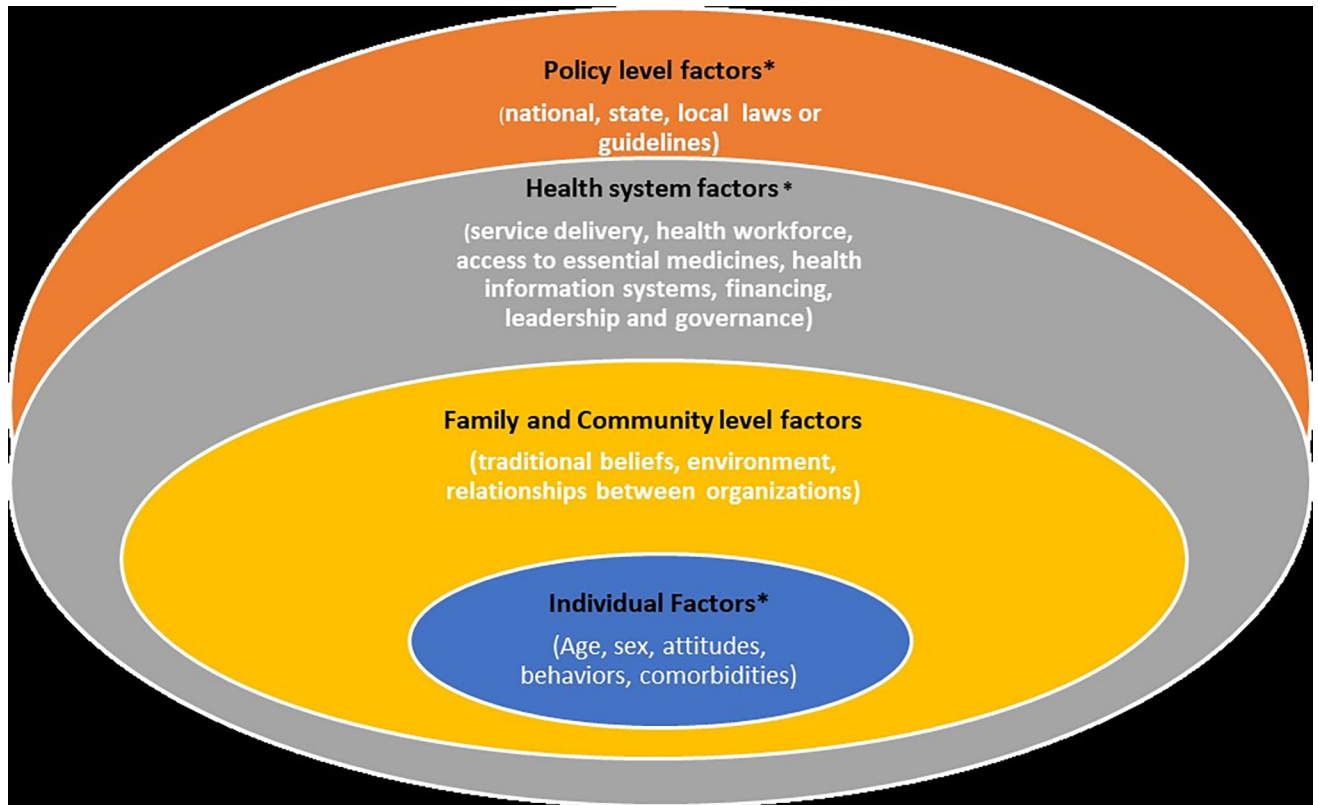 Policy level factors*
(national, state, local laws or
guidelines)
Health system factors *
(service delivery, health workforce,
access to essential medicines, health
information systems, financing,
leadership and governance)
Family and Community level factors
(traditional beliefs, environment,
relationships between organizations)
Individual Factors*
(Age, sex, attitudes,
behaviors, comorbidities)